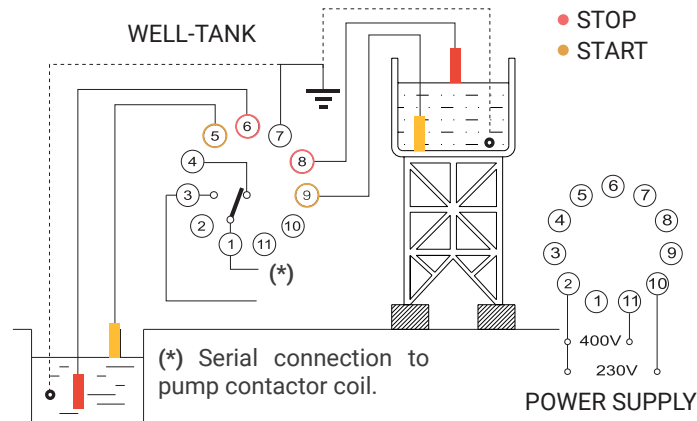 WELL-TANK
STOP
START
6
5
7
4
8
3
9
2
10
1
11
(*)
6
5
7
4
8
3
9
2
10
1
11
400V
230V
(*) Serial connection to
pump contactor coil.
POWER SUPPLY